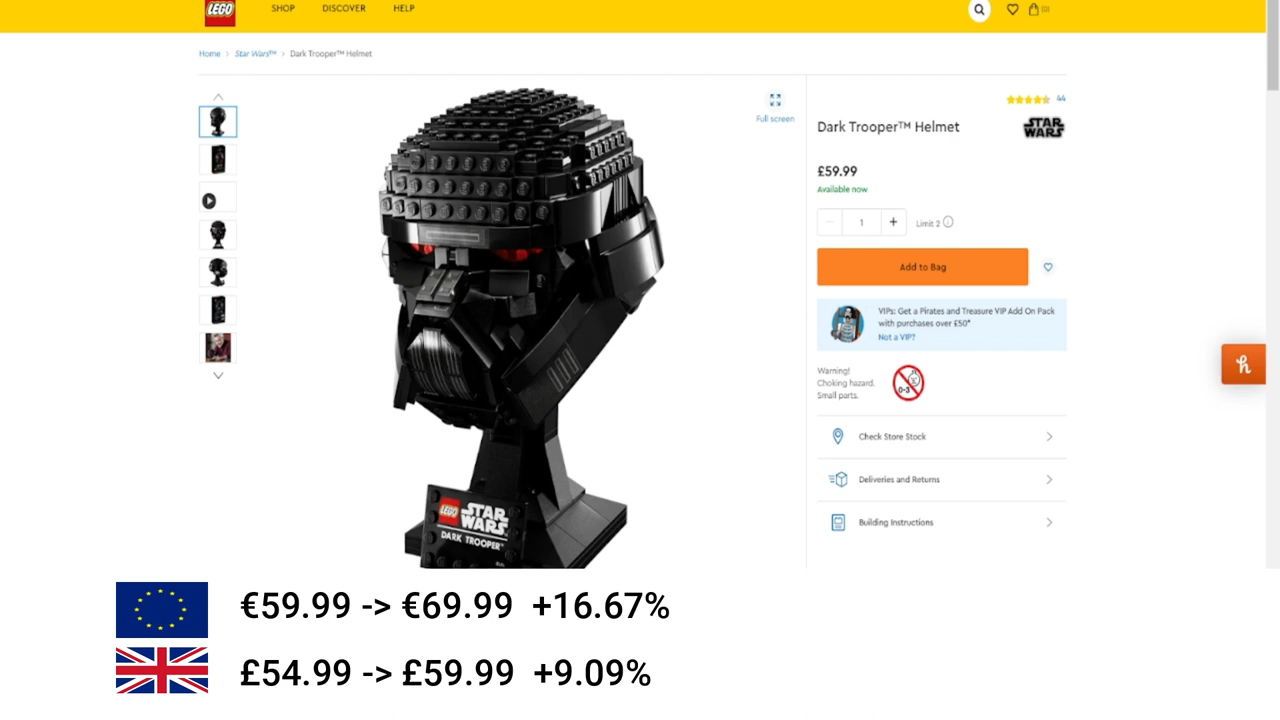 LEGO
SHOP DISCOVER HELP
Home > Star Wars™ > Dark Trooper™ Helmet
44
Full screen
Dark Trooper™ Helmet
STAR WARS
£59.99
Available now
1 + Limit 2
Add to Bag
VIPs: Get a Pirates and Treasure VIP Add On Pack
with purchases over £50*
Not a VIP?
Warning!
Choking hazard.
Small parts.
0-3
Check Store Stock
Deliveries and Returns
Building Instructions
LEGO STAR WARS
DARK TROOPER™
€59.99 -> €69.99 +16.67%
£54.99 -> £59.99 +9.09%